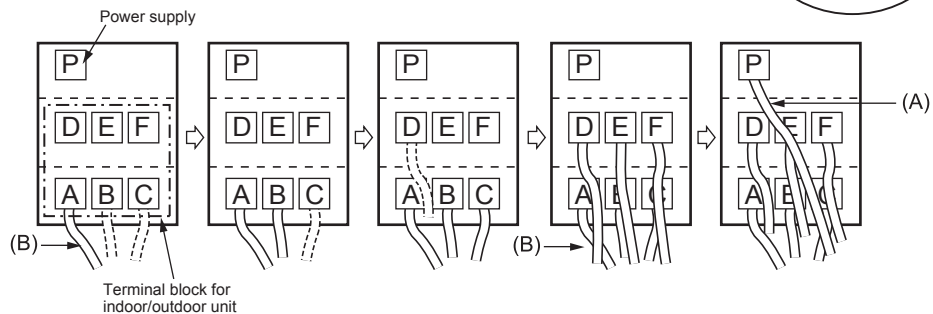 Power supply
P P P P P
(A)
D E F D E F D E F D E F D E F
A B C A B C A B C A B C A B C
(B) (B)
Terminal block for
indoor/outdoor unit